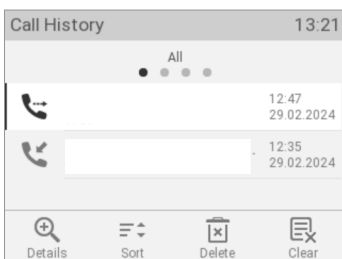 Call History 13:21
All
12:47
29.02.2024
12:35
29.02.2024
Details Sort Delete Clear